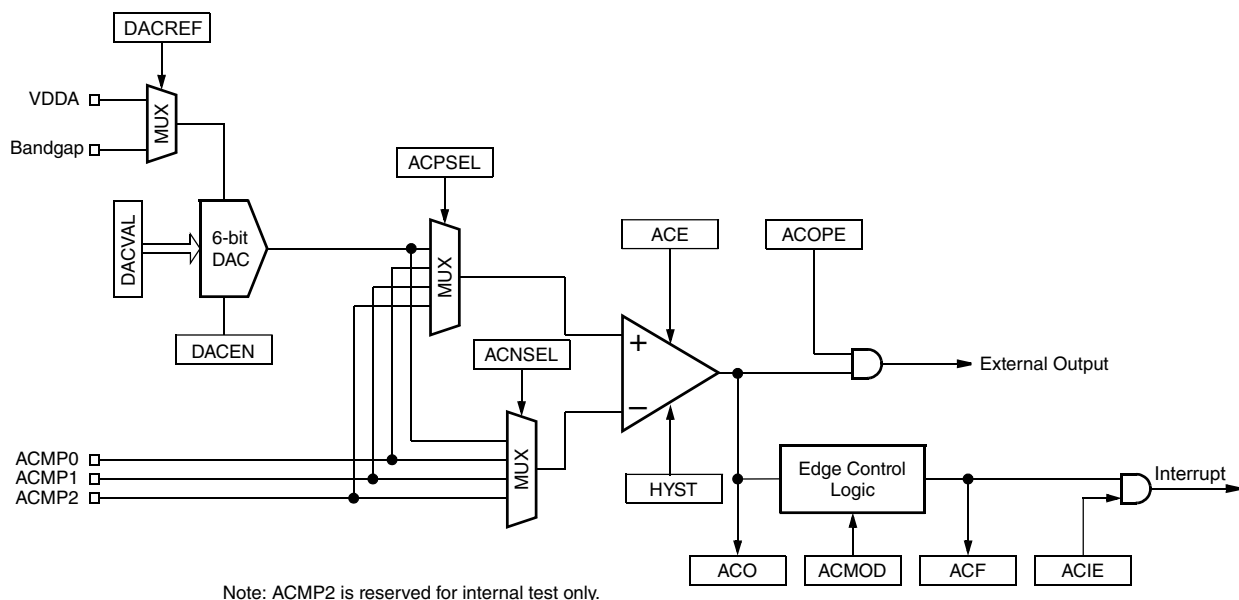 DACREF
VDDA
MUX
Bandgap
ACPSEL
DACVAL
6-bit
DAC
MUX
ACE
ACOPE
DACEN
ACNSEL
+
−
External Output
MUX
ACMP0
ACMP1
ACMP2
HYST
Edge Control
Logic
Interrupt
ACO
ACMOD
ACF
ACIE
Note: ACMP2 is reserved for internal test only.